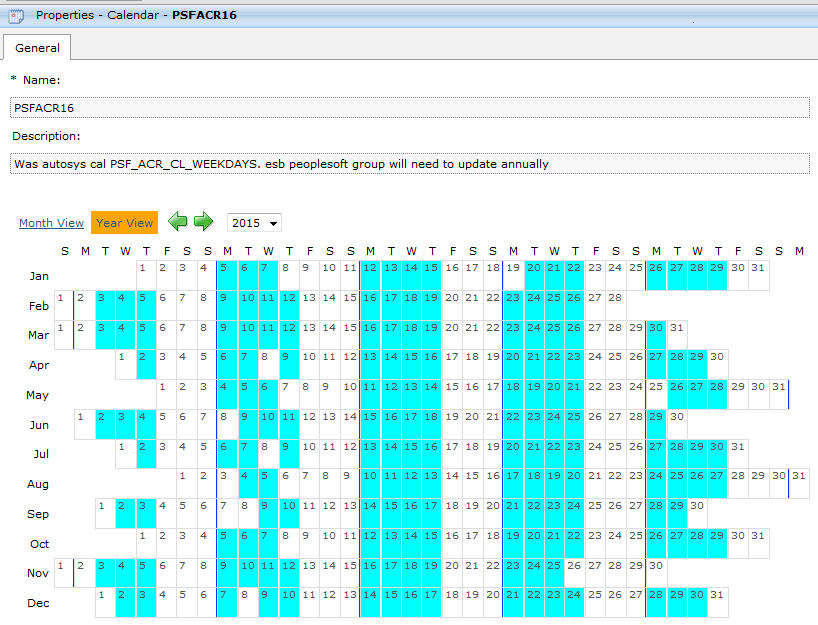 Properties - Calendar - PSFACR16
General
* Name:
PSFACR16
Description:
Was autosys cal PSF_ACR_CL_WEEKDAYS. esb peoplesoft group will need to update annually
Month View Year View 2015
S M T W T F S S M T W T F S S M T W T F S S M T W T F S S M T W T F S S M
Jan 1 2 3 4 5 6 7 8 9 10 11 12 13 14 15 16 17 18 19 20 21 22 23 24 25 26 27 28 29 30 31
Feb 1 2 3 4 5 6 7 8 9 10 11 12 13 14 15 16 17 18 19 20 21 22 23 24 25 26 27 28
Mar 1 2 3 4 5 6 7 8 9 10 11 12 13 14 15 16 17 18 19 20 21 22 23 24 25 26 27 28 29 30 31
Apr 1 2 3 4 5 6 7 8 9 10 11 12 13 14 15 16 17 18 19 20 21 22 23 24 25 26 27 28 29 30
May 1 2 3 4 5 6 7 8 9 10 11 12 13 14 15 16 17 18 19 20 21 22 23 24 25 26 27 28 29 30 31
Jun 1 2 3 4 5 6 7 8 9 10 11 12 13 14 15 16 17 18 19 20 21 22 23 24 25 26 27 28 29 30
Jul 1 2 3 4 5 6 7 8 9 10 11 12 13 14 15 16 17 18 19 20 21 22 23 24 25 26 27 28 29 30 31
Aug 1 2 3 4 5 6 7 8 9 10 11 12 13 14 15 16 17 18 19 20 21 22 23 24 25 26 27 28 29 30 31
Sep 1 2 3 4 5 6 7 8 9 10 11 12 13 14 15 16 17 18 19 20 21 22 23 24 25 26 27 28 29 30
Oct 1 2 3 4 5 6 7 8 9 10 11 12 13 14 15 16 17 18 19 20 21 22 23 24 25 26 27 28 29 30 31
Nov 1 2 3 4 5 6 7 8 9 10 11 12 13 14 15 16 17 18 19 20 21 22 23 24 25 26 27 28 29 30
Dec 1 2 3 4 5 6 7 8 9 10 11 12 13 14 15 16 17 18 19 20 21 22 23 24 25 26 27 28 29 30 31